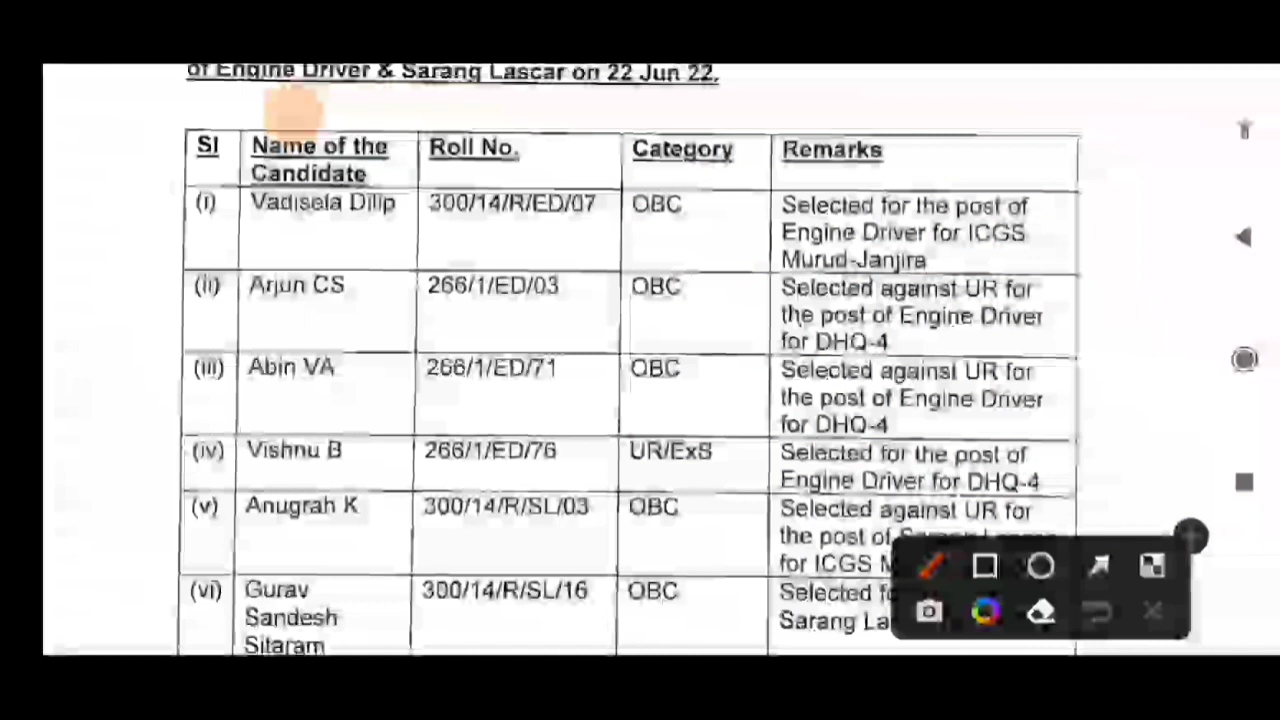 of Engine Driver & Sarang Lascar on 22 Jun 22.
Sl
Name of the
Candidate
Roll No.
Category
Remarks
(i)
Vadisela Dilip
300/14/R/ED/07
OBC
Selected for the post of
Engine Driver for ICGS
Murud-Janjira
(ii)
Arjun CS
266/1/ED/03
OBC
Selected against UR for
the post of Engine Driver
for DHQ-4
(iii)
Abin VA
266/1/ED/71
OBC
Selected against UR for
the post of Engine Driver
for DHQ-4
(iv)
Vishnu B
266/1/ED/76
UR/ExS
Selected for the post of
Engine Driver for DHQ-4
(v)
Anugrah K
300/14/R/SL/03
OBC
Selected against UR for
the post of
for ICGS M
(vi)
Gurav
Sandesh
Sitaram
300/14/R/SL/16
OBC
Selected fo
Sarang La